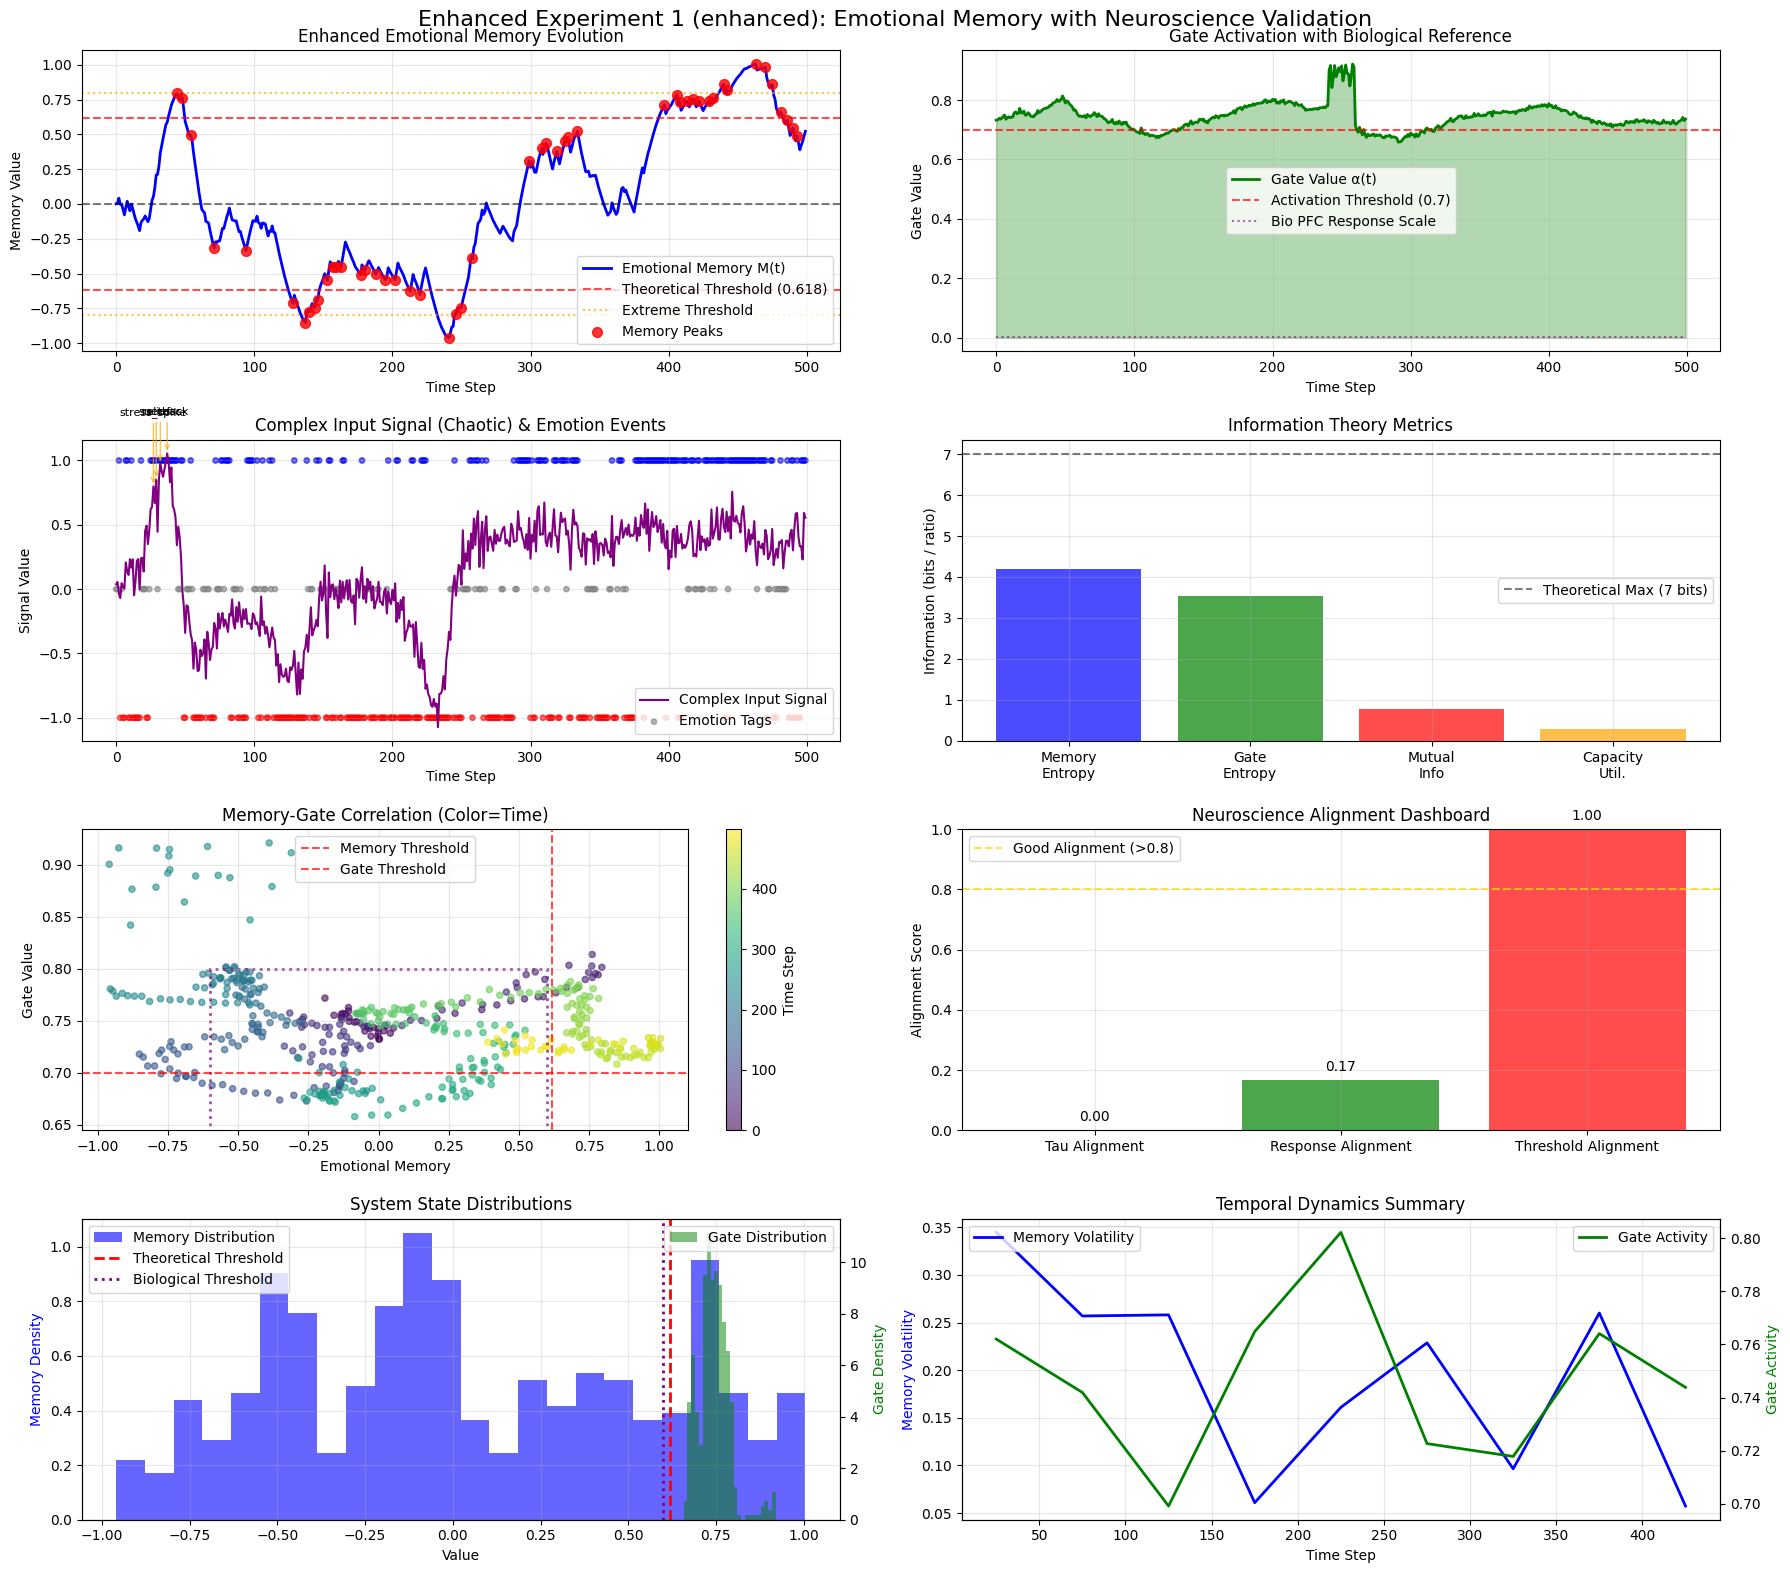 Enhanced Experiment 1 (enhanced): Emotional Memory with Neuroscience Validation
Enhanced Emotional Memory Evolution
Memory Value
1.00
0.75
0.50
0.25
0.00
−0.25
−0.50
−0.75
−1.00
Emotional Memory M(t)
Theoretical Threshold (0.618)
Extreme Threshold
Memory Peaks
0 100 200 300 400 500
Time Step
Gate Activation with Biological Reference
Gate Value
0.8
0.6
0.4
0.2
0.0
Gate Value α(t)
Activation Threshold (0.7)
Bio PFC Response Scale
0 100 200 300 400 500
Time Step
Complex Input Signal (Chaotic) & Emotion Events
Signal Value
1.0
0.5
0.0
−0.5
−1.0
Complex Input Signal
Emotion Tags
0 100 200 300 400 500
Time Step
Information Theory Metrics
Information (bits / ratio)
7
6
5
4
3
2
1
0
Theoretical Max (7 bits)
Memory Entropy
Gate Entropy
Mutual Info
Capacity Util.
Memory-Gate Correlation (Color=Time)
Gate Value
0.90
0.85
0.80
0.75
0.70
0.65
Memory Threshold
Gate Threshold
−1.00 −0.75 −0.50 −0.25 0.00 0.25 0.50 0.75 1.00
Emotional Memory
400
300
200
100
0
Time Step
Neuroscience Alignment Dashboard
Alignment Score
1.0
0.8
0.6
0.4
0.2
0.0
Good Alignment (>0.8)
0.00
0.17
1.00
Tau Alignment
Response Alignment
Threshold Alignment
System State Distributions
Memory Density
1.0
0.8
0.6
0.4
0.2
0.0
Memory Distribution
Theoretical Threshold
Biological Threshold
Gate Distribution
10
8
6
4
2
0
Gate Density
−1.00 −0.75 −0.50 −0.25 0.00 0.25 0.50 0.75 1.00
Value
Temporal Dynamics Summary
Memory Volatility
0.35
0.30
0.25
0.20
0.15
0.10
0.05
Memory Volatility
Gate Activity
0.80
0.78
0.76
0.74
0.72
0.70
Gate Activity
50 100 150 200 250 300 350 400
Time Step